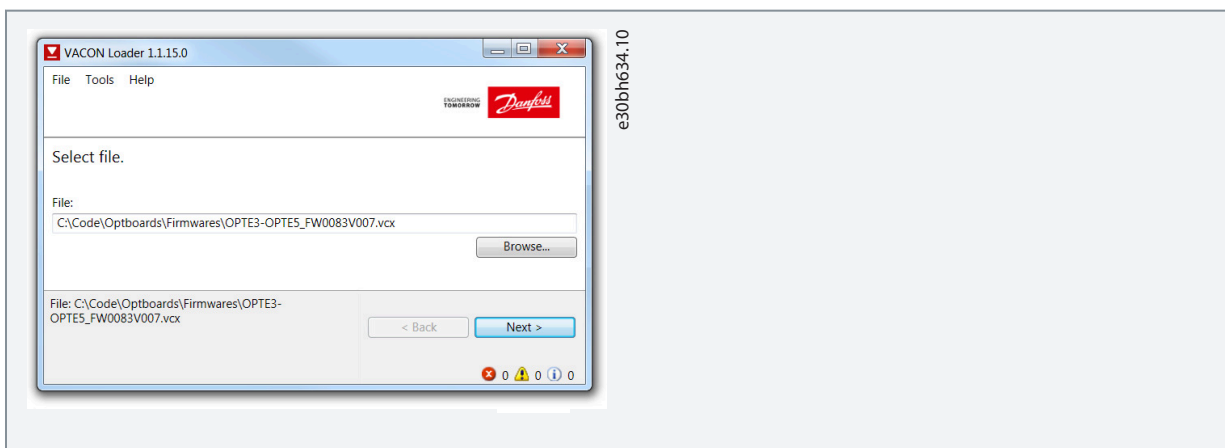 VACON Loader 1.1.15.0
File Tools Help
ENGINEERING
TOMORROW
Danfoss
Select file.
File:
C:\Code\Optboards\Firmwares\OPTE3-OPTE5_FW0083V007.vcx
Browse...
File: C:\Code\Optboards\Firmwares\OPTE3-
OPTE5_FW0083V007.vcx
< Back Next >
0 0 0
e30bh634.10